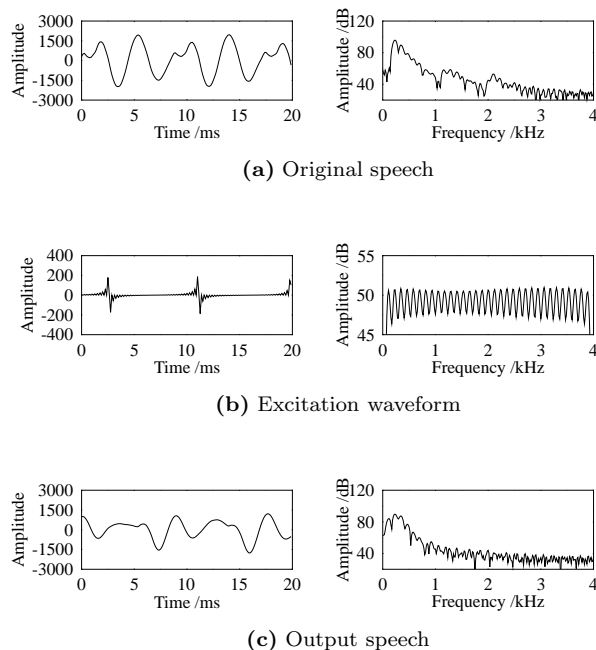 Amplitude
3000
1500
0
-1500
-3000
0 5 10 15 20
Time /ms
Amplitude /dB
120
80
40
0 1 2 3 4
Frequency /kHz
(a) Original speech
Amplitude
400
200
0
-200
-400
0 5 10 15 20
Time /ms
Amplitude /dB
55
50
45
0 1 2 3 4
Frequency /kHz
(b) Excitation waveform
Amplitude
3000
1500
0
-1500
-3000
0 5 10 15 20
Time /ms
Amplitude /dB
120
80
40
0 1 2 3 4
Frequency /kHz
(c) Output speech